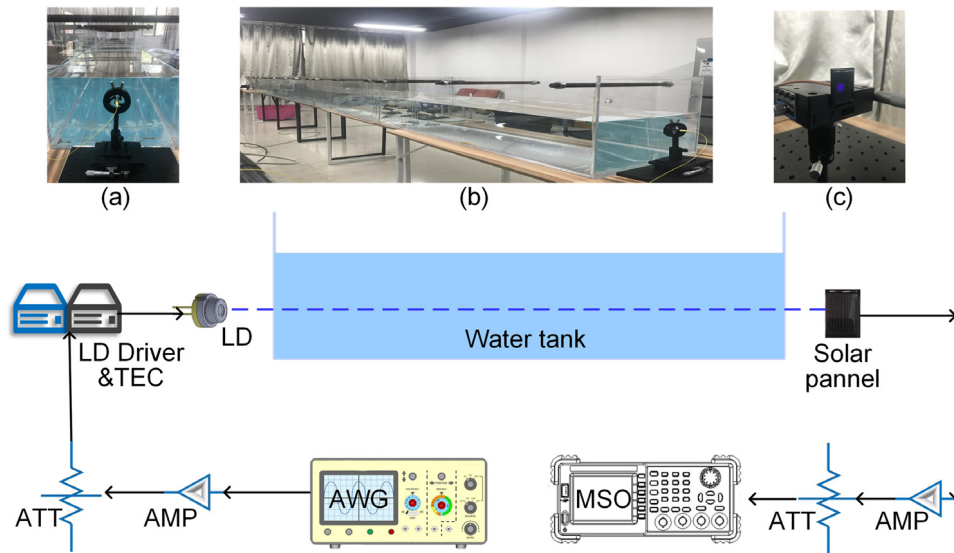 (a)
(b)
(c)
LD
LD Driver
&TEC
Water tank
Solar
pannel
ATT
AMP
AWG
MSO
ATT
AMP